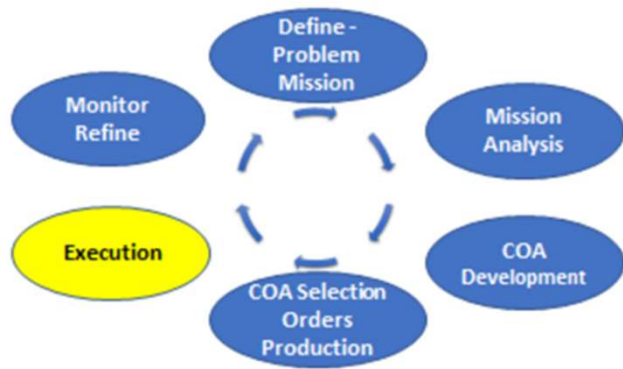 Define -
Problem
Mission
Monitor
Refine
Mission
Analysis
Execution
COA
Development
COA Selection
Orders
Production